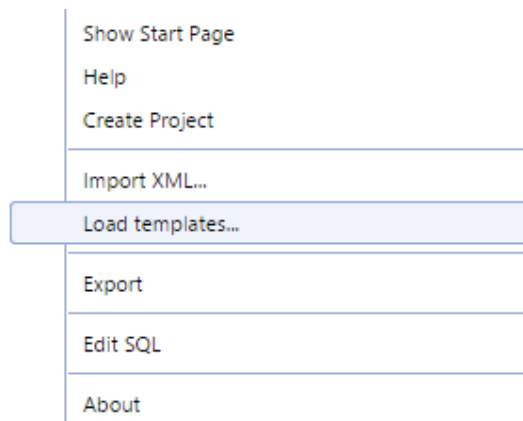 Show Start Page
Help
Create Project
Import XML...
Load templates...
Export
Edit SQL
About